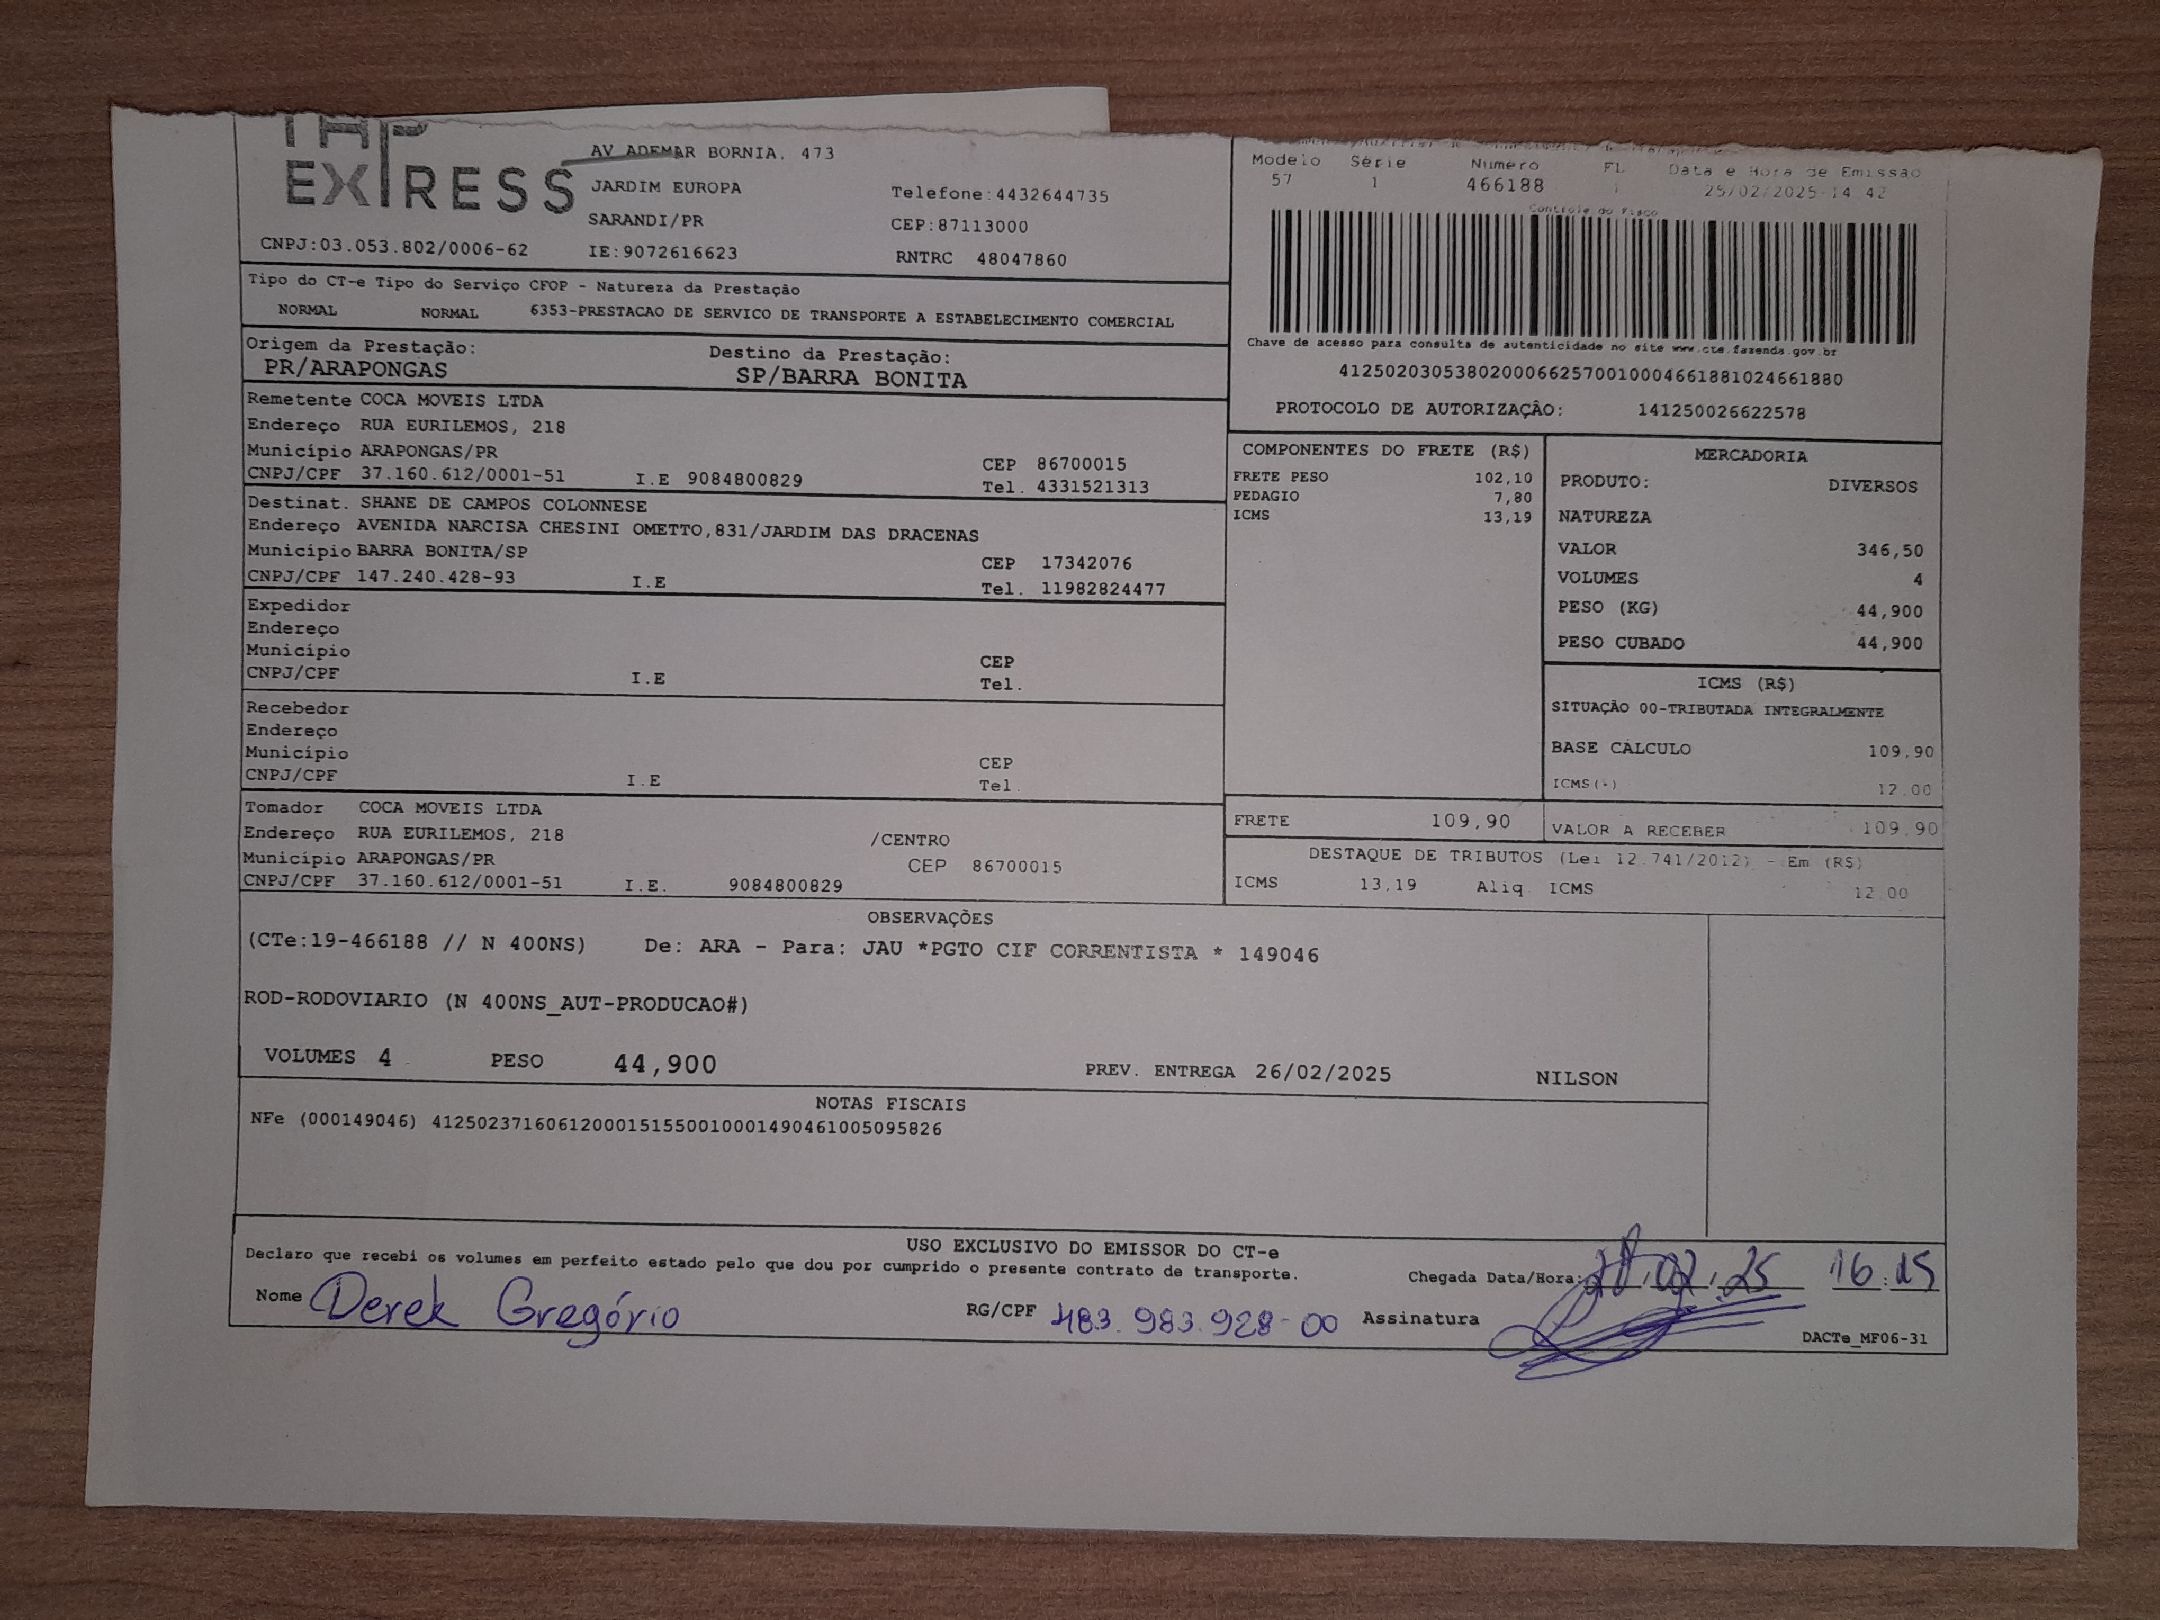 EXPRESS
AV ADEMAR BORNIA, 473
JARDIM EUROPA
Telefone:4432644735
SARANDI/PR
CEP:87113000
CNPJ:03.053.802/0006-62
IE:9072616623
RNTRC 48047860
Modelo Série Número FL Data e Hora de Emissão
57 1 466188 1 25/02/2025-14:42
Controle do Fisco
Chave de acesso para consulta de autenticidade no site www.cte.fazenda.gov.br
41250203053802000662570010004661881024661880
PROTOCOLO DE AUTORIZAÇÃO: 141250026622578
Tipo do CT-e Tipo do Serviço CFOP - Natureza da Prestação
NORMAL NORMAL 6353-PRESTACAO DE SERVICO DE TRANSPORTE A ESTABELECIMENTO COMERCIAL
Origem da Prestação: Destino da Prestação:
PR/ARAPONGAS SP/BARRA BONITA
Remetente COCA MOVEIS LTDA
Endereço RUA EURILEMOS, 218
Município ARAPONGAS/PR CEP 86700015
CNPJ/CPF 37.160.612/0001-51 I.E 9084800829 Tel. 4331521313
Destinat. SHANE DE CAMPOS COLONNESE
Endereço AVENIDA NARCISA CHESINI OMETTO,831/JARDIM DAS DRACENAS
Município BARRA BONITA/SP CEP 17342076
CNPJ/CPF 147.240.428-93 I.E Tel. 11982824477
Expedidor
Endereço
Município CEP
CNPJ/CPF I.E Tel.
Recebedor
Endereço
Município CEP
CNPJ/CPF I.E Tel.
Tomador COCA MOVEIS LTDA
Endereço RUA EURILEMOS, 218 /CENTRO
Município ARAPONGAS/PR CEP 86700015
CNPJ/CPF 37.160.612/0001-51 I.E. 9084800829
COMPONENTES DO FRETE (R$)
FRETE PESO 102,10
PEDAGIO 7,80
ICMS 13,19
MERCADORIA
PRODUTO: DIVERSOS
NATUREZA
VALOR 346,50
VOLUMES 4
PESO (KG) 44,900
PESO CUBADO 44,900
ICMS (R$)
SITUAÇÃO 00-TRIBUTADA INTEGRALMENTE
BASE CÁLCULO 109,90
ICMS(-) 12.00
FRETE 109,90 VALOR A RECEBER 109,90
DESTAQUE DE TRIBUTOS (Lei 12.741/2012) - Em (R$)
ICMS 13,19 Aliq. ICMS 12.00
OBSERVAÇÕES
(CTe:19-466188 // N 400NS) De: ARA - Para: JAU *PGTO CIF CORRENTISTA * 149046
ROD-RODOVIARIO (N 400NS_AUT-PRODUCAO#)
VOLUMES 4 PESO 44,900 PREV. ENTREGA 26/02/2025 NILSON
NOTAS FISCAIS
NFe (000149046) 41250237160612000151550010001490461005095826
USO EXCLUSIVO DO EMISSOR DO CT-e
Declaro que recebi os volumes em perfeito estado pelo que dou por cumprido o presente contrato de transporte.
Chegada Data/Hora: 02.25 16:15
Nome Derek Gregório RG/CPF 483.983.928-00 Assinatura
DACTe_MF06-31